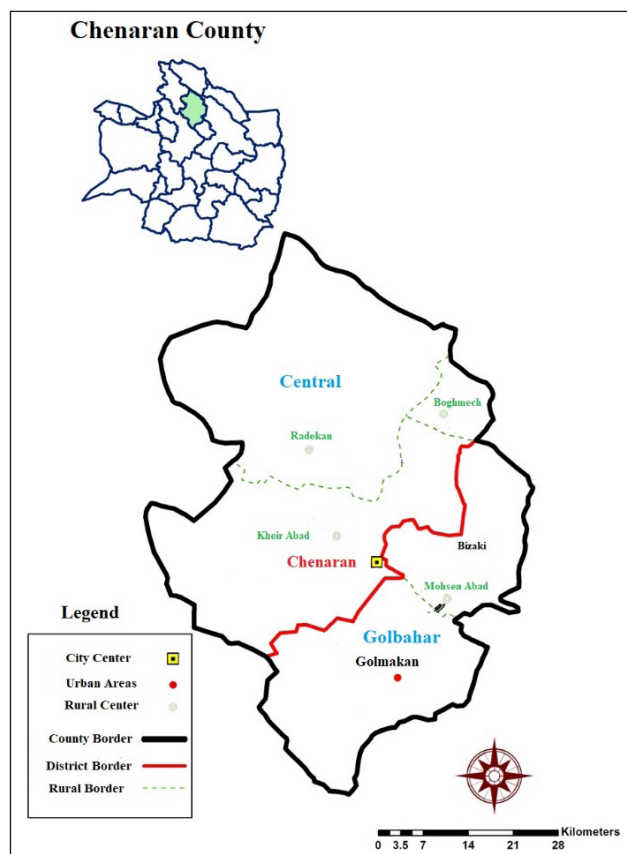 Chenaran County
Central
Boghmech
Radekan
Kheir Abad
Bizaki
Chenaran
Mohsen Abad
Golbahar
Golmakan
Legend
City Center
Urban Areas
Rural Center
County Border
District Border
Rural Border
Kilometers
0 3.5 7 14 21 28